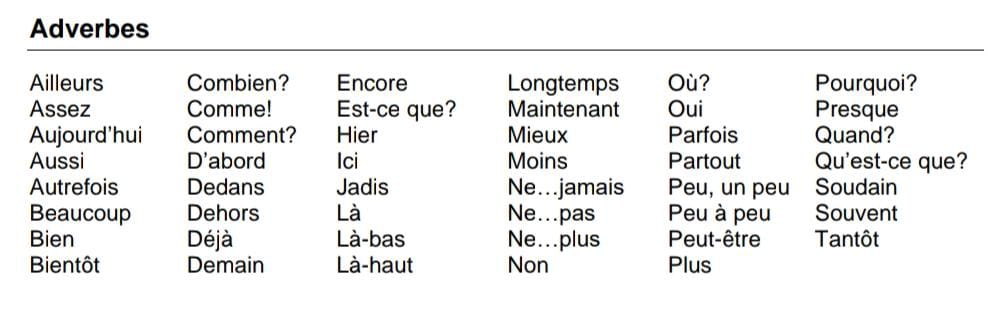 Adverbes
Ailleurs Combien? Encore Longtemps Où? Pourquoi?
Assez Comme! Est-ce que? Maintenant Oui Presque
Aujourd'hui Comment? Hier Mieux Parfois Quand?
Aussi D'abord Ici Moins Partout Qu'est-ce que?
Autrefois Dedans Jadis Ne…jamais Peu, un peu Soudain
Beaucoup Dehors Là Ne…pas Peu à peu Souvent
Bien Déjà Là-bas Ne…plus Peut-être Tantôt
Bientôt Demain Là-haut Non Plus